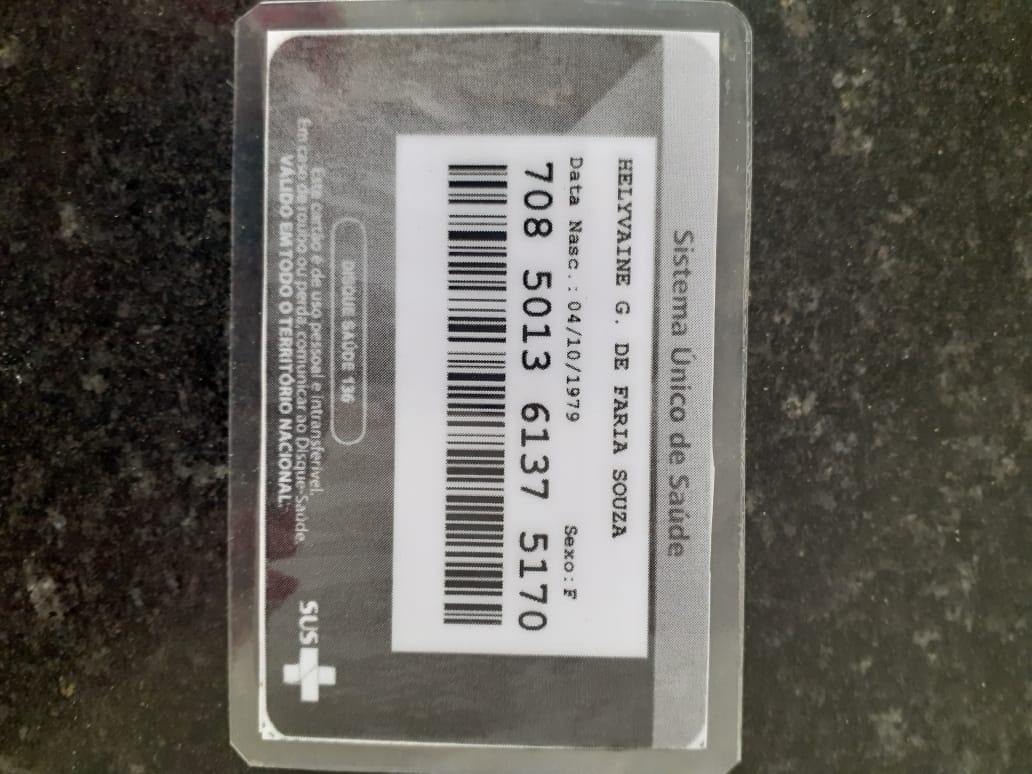 Sistema Único de Saúde
HELYVAINE G. DE FARIA SOUZA
Data Nasc.: 04/10/1979 Sexo: F
708 5013 6137 5170
DISQUE SAÚDE 136
Este cartão é de uso pessoal e intransferível.
Em caso de roubo ou perda, comunicar ao Disque-Saúde.
VÁLIDO EM TODO O TERRITÓRIO NACIONAL.
SUS